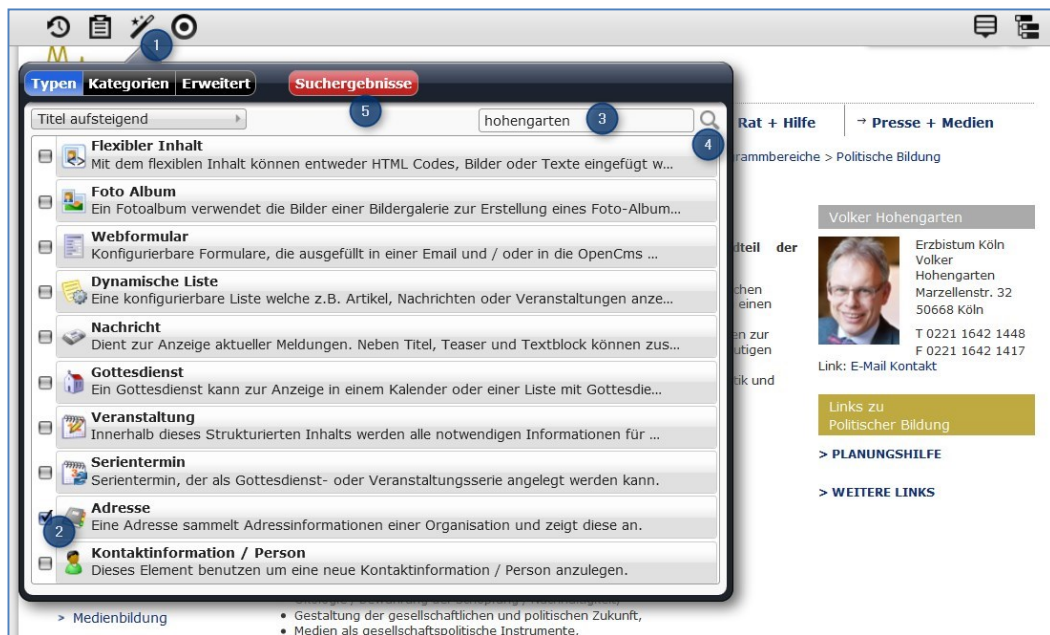 1
Typen Kategorien Erweitert Suchergebnisse
5
Titel aufsteigend
hohengarten 3
4
Flexibler Inhalt
Mit dem flexiblen Inhalt können entweder HTML Codes, Bilder oder Texte eingefügt w...
Foto Album
Ein Fotoalbum verwendet die Bilder einer Bildergalerie zur Erstellung eines Foto-Album...
Webformular
Konfigurierbare Formulare, die ausgefüllt in einer Email und / oder in die OpenCms ...
Dynamische Liste
Eine konfigurierbare Liste welche z.B. Artikel, Nachrichten oder Veranstaltungen anze...
Nachricht
Dient zur Anzeige aktueller Meldungen. Neben Titel, Teaser und Textblock können zus...
Gottesdienst
Ein Gottesdienst kann zur Anzeige in einem Kalender oder einer Liste mit Gottesdie...
Veranstaltung
Innerhalb dieses Strukturierten Inhalts werden alle notwendigen Informationen für ...
Serientermin
Serientermin, der als Gottesdienst- oder Veranstaltungsserie angelegt werden kann.
Adresse
2
Eine Adresse sammelt Adressinformationen einer Organisation und zeigt diese an.
Kontaktinformation / Person
Dieses Element benutzen um eine neue Kontaktinformation / Person anzulegen.
Rat + Hilfe
→ Presse + Medien
rammbereiche > Politische Bildung
dteil der
chen
einen
en zur
utigen
tik und
Volker Hohengarten
Erzbistum Köln
Volker
Hohengarten
Marzellenstr. 32
50668 Köln
T 0221 1642 1448
F 0221 1642 1417
Link: E-Mail Kontakt
Links zu
Politischer Bildung
> PLANUNGSHILFE
> WEITERE LINKS
> Medienbildung
• Gestaltung der gesellschaftlichen und politischen Zukunft,
• Medien als gesellschaftspolitische Instrumente.